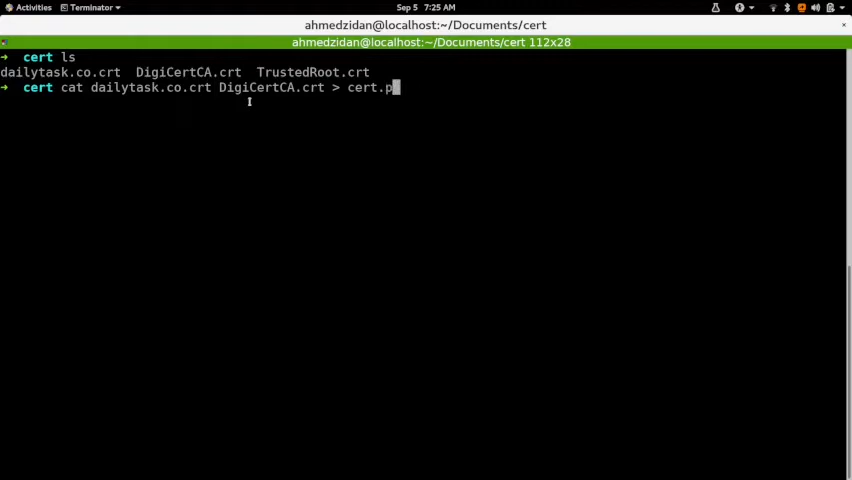 Activities Terminator Sep 5 7:25 AM
ahmedzidan@localhost:~/Documents/cert ×
ahmedzidan@localhost:~/Documents/cert 112x28
➜ cert ls
dailytask.co.crt DigiCertCA.crt TrustedRoot.crt
➜ cert cat dailytask.co.crt DigiCertCA.crt > cert.p